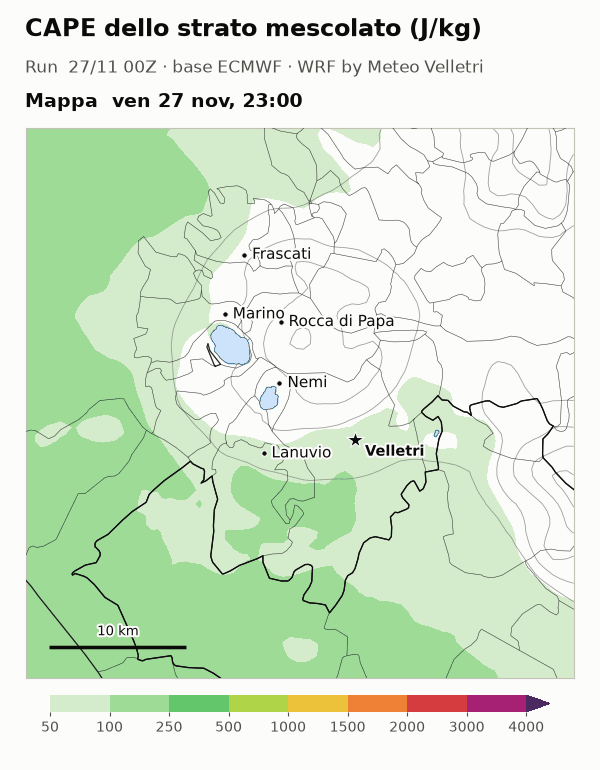 CAPE dello strato mescolato (J/kg)
Run  27/11 00Z · base ECMWF · WRF by Meteo Velletri
Mappa  ven 27 nov, 23:00
Frascati
Marino
Rocca di Papa
Nemi
Velletri
Lanuvio
10 km
50 100 250 500 1000 1500 2000 3000 4000